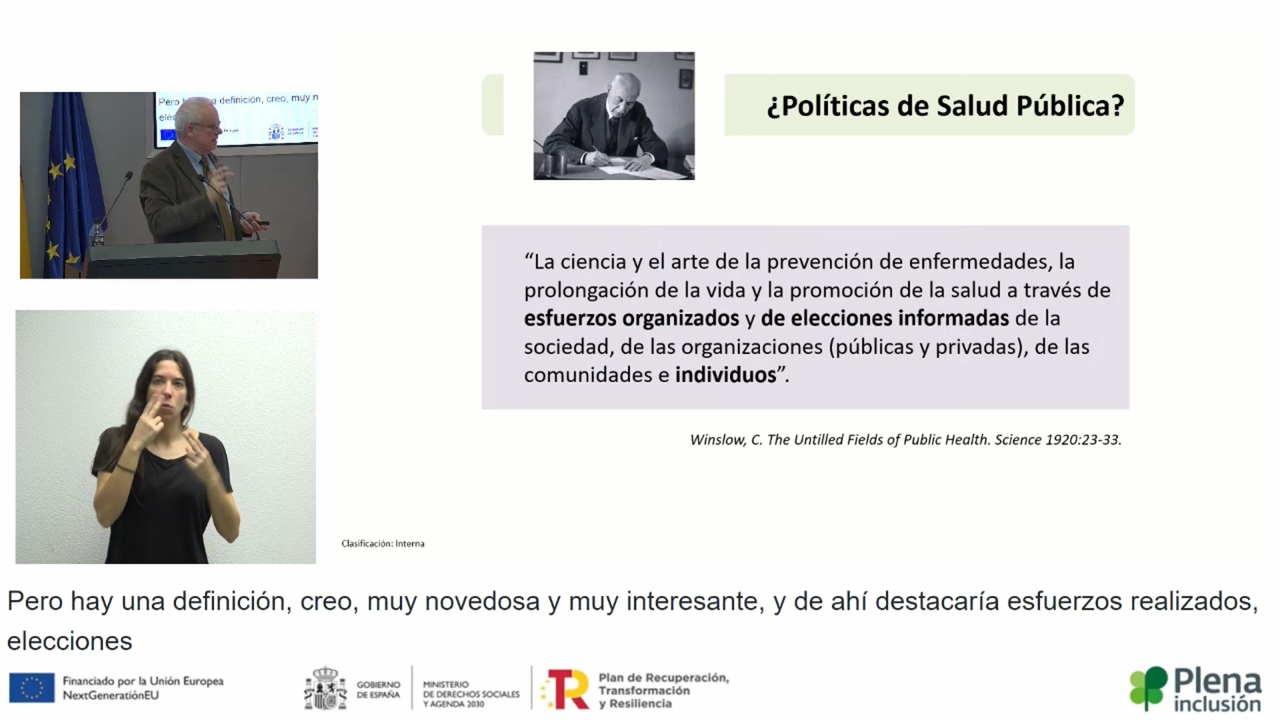 Pero h a definición, creo, muy n
¿Políticas de Salud Pública?
“La ciencia y el arte de la prevención de enfermedades, la
prolongación de la vida y la promoción de la salud a través de
esfuerzos organizados y de elecciones informadas de la
sociedad, de las organizaciones (públicas y privadas), de las
comunidades e individuos”.
Winslow, C. The Untilled Fields of Public Health. Science 1920:23-33.
Clasificación: Interna
Pero hay una definición, creo, muy novedosa y muy interesante, y de ahí destacaría esfuerzos realizados,
elecciones
Financiado por la Unión Europea
NextGenerationEU
GOBIERNO
DE ESPAÑA
MINISTERIO
DE DERECHOS SOCIALES
Y AGENDA 2030
Plan de Recuperación,
Transformación
y Resiliencia
Plena
inclusión